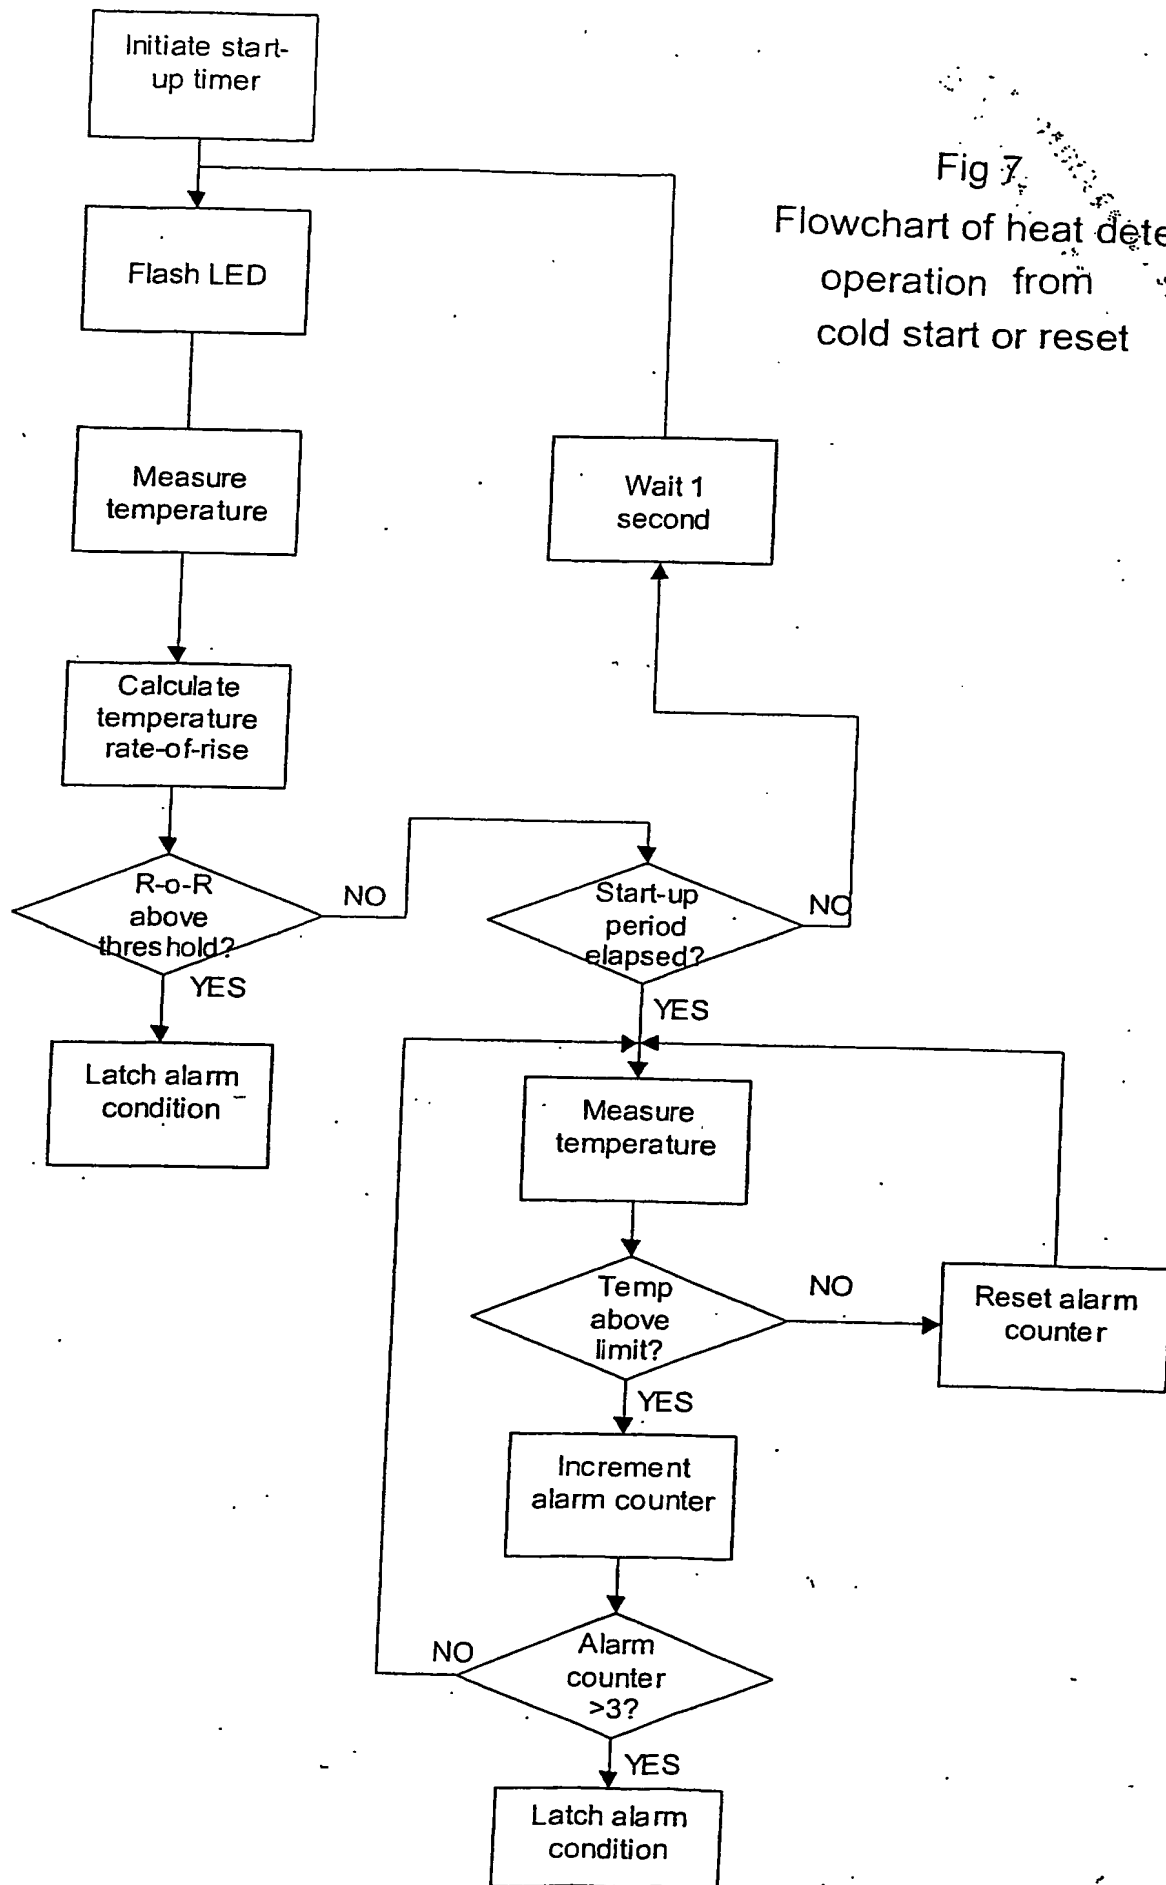 Initiate start-
up timer
Fig 7.
Flowchart of heat dete
operation from
cold start or reset
Flash LED
Measure
temperature
Wait 1
second
Calculate
temperature
rate-of-rise
R-o-R
above
threshold?
NO
YES
Start-up
period
elapsed?
NO
YES
Latch alarm
condition
Measure
temperature
Temp
above
limit?
NO
YES
Reset alarm
counter
Increment
alarm counter
Alarm
counter
>3?
NO
YES
Latch alarm
condition